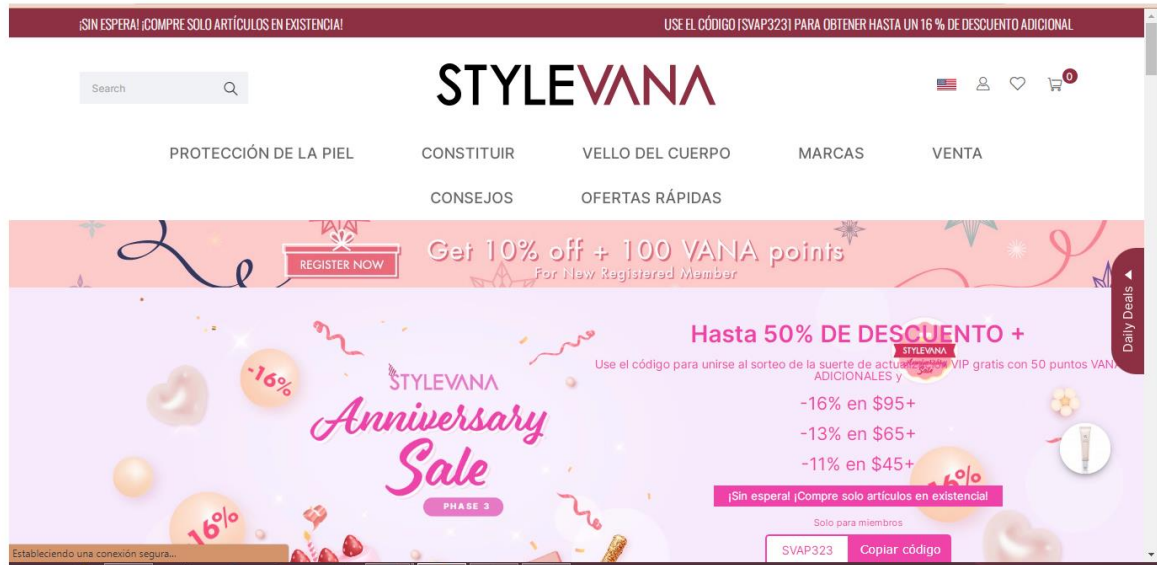 ¡SIN ESPERA! ¡COMPRE SOLO ARTÍCULOS EN EXISTENCIA!
USE EL CÓDIGO [SVAP323] PARA OBTENER HASTA UN 16 % DE DESCUENTO ADICIONAL
Search
STYLEVANA
0
PROTECCIÓN DE LA PIEL CONSTITUIR VELLO DEL CUERPO MARCAS VENTA
CONSEJOS OFERTAS RÁPIDAS
REGISTER NOW
Get 10% off + 100 VANA points
For New Registered Member
Daily Deals
-16%
STYLEVANA
Anniversary
Sale
PHASE 3
16%
Hasta 50% DE DESCUENTO +
STYLEVANA
Sale
Use el código para unirse al sorteo de la suerte de VIP gratis con 50 puntos VANA
ADICIONALES y
-16% en $95+
-13% en $65+
-11% en $45+
16%
¡Sin espera! ¡Compre solo artículos en existencia!
Solo para miembros
SVAP323 Copiar código
Estableciendo una conexión segura...